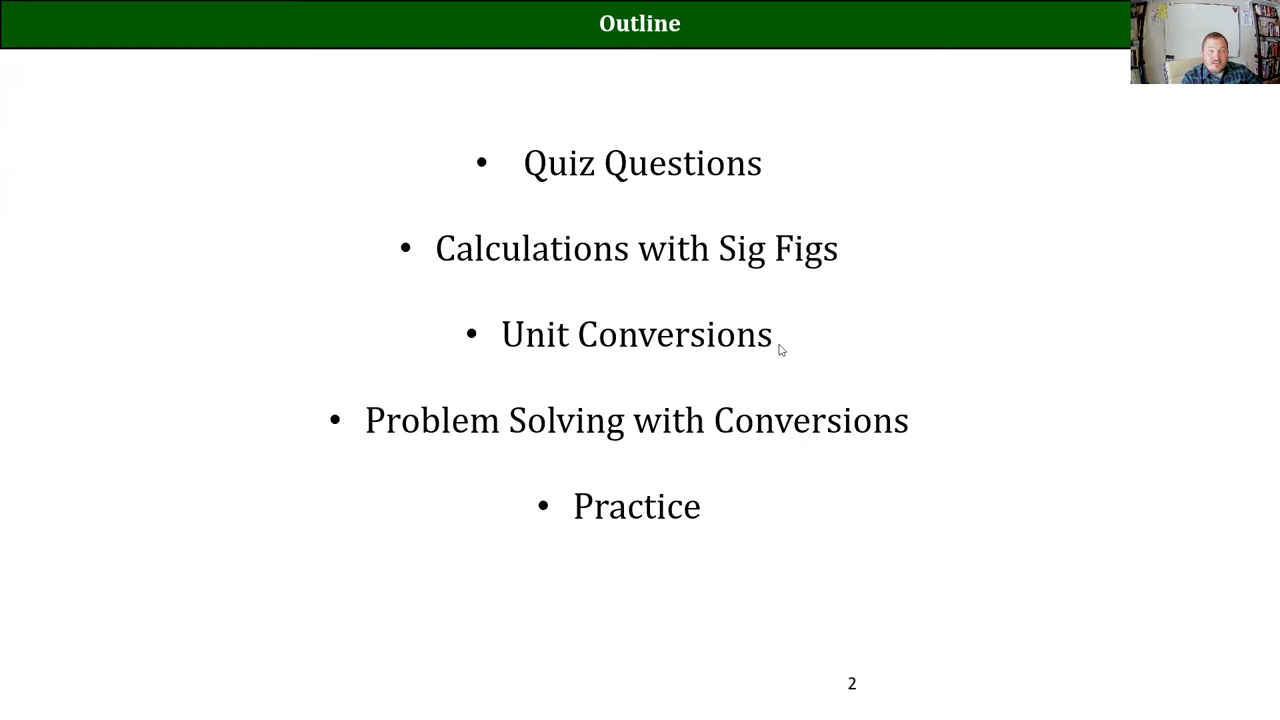 Outline
• Quiz Questions
• Calculations with Sig Figs
• Unit Conversions
• Problem Solving with Conversions
• Practice
2